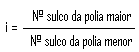 Nº sulco da polia maior
i =
Nº sulco da polia menor